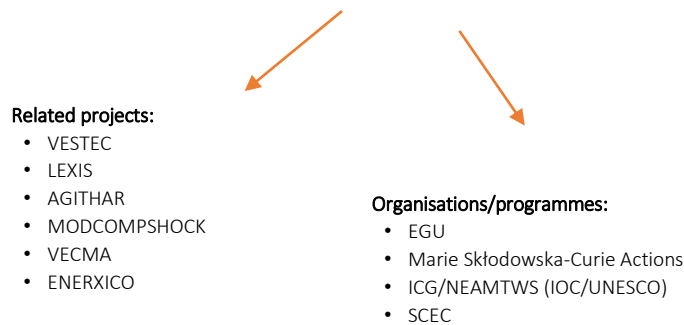 Related projects:
• VESTEC
• LEXIS
• AGITHAR
• MODCOMPSHOCK
• VECMA
• ENERXICO
Organisations/programmes:
• EGU
• Marie Skłodowska-Curie Actions
• ICG/NEAMTWS (IOC/UNESCO)
• SCEC